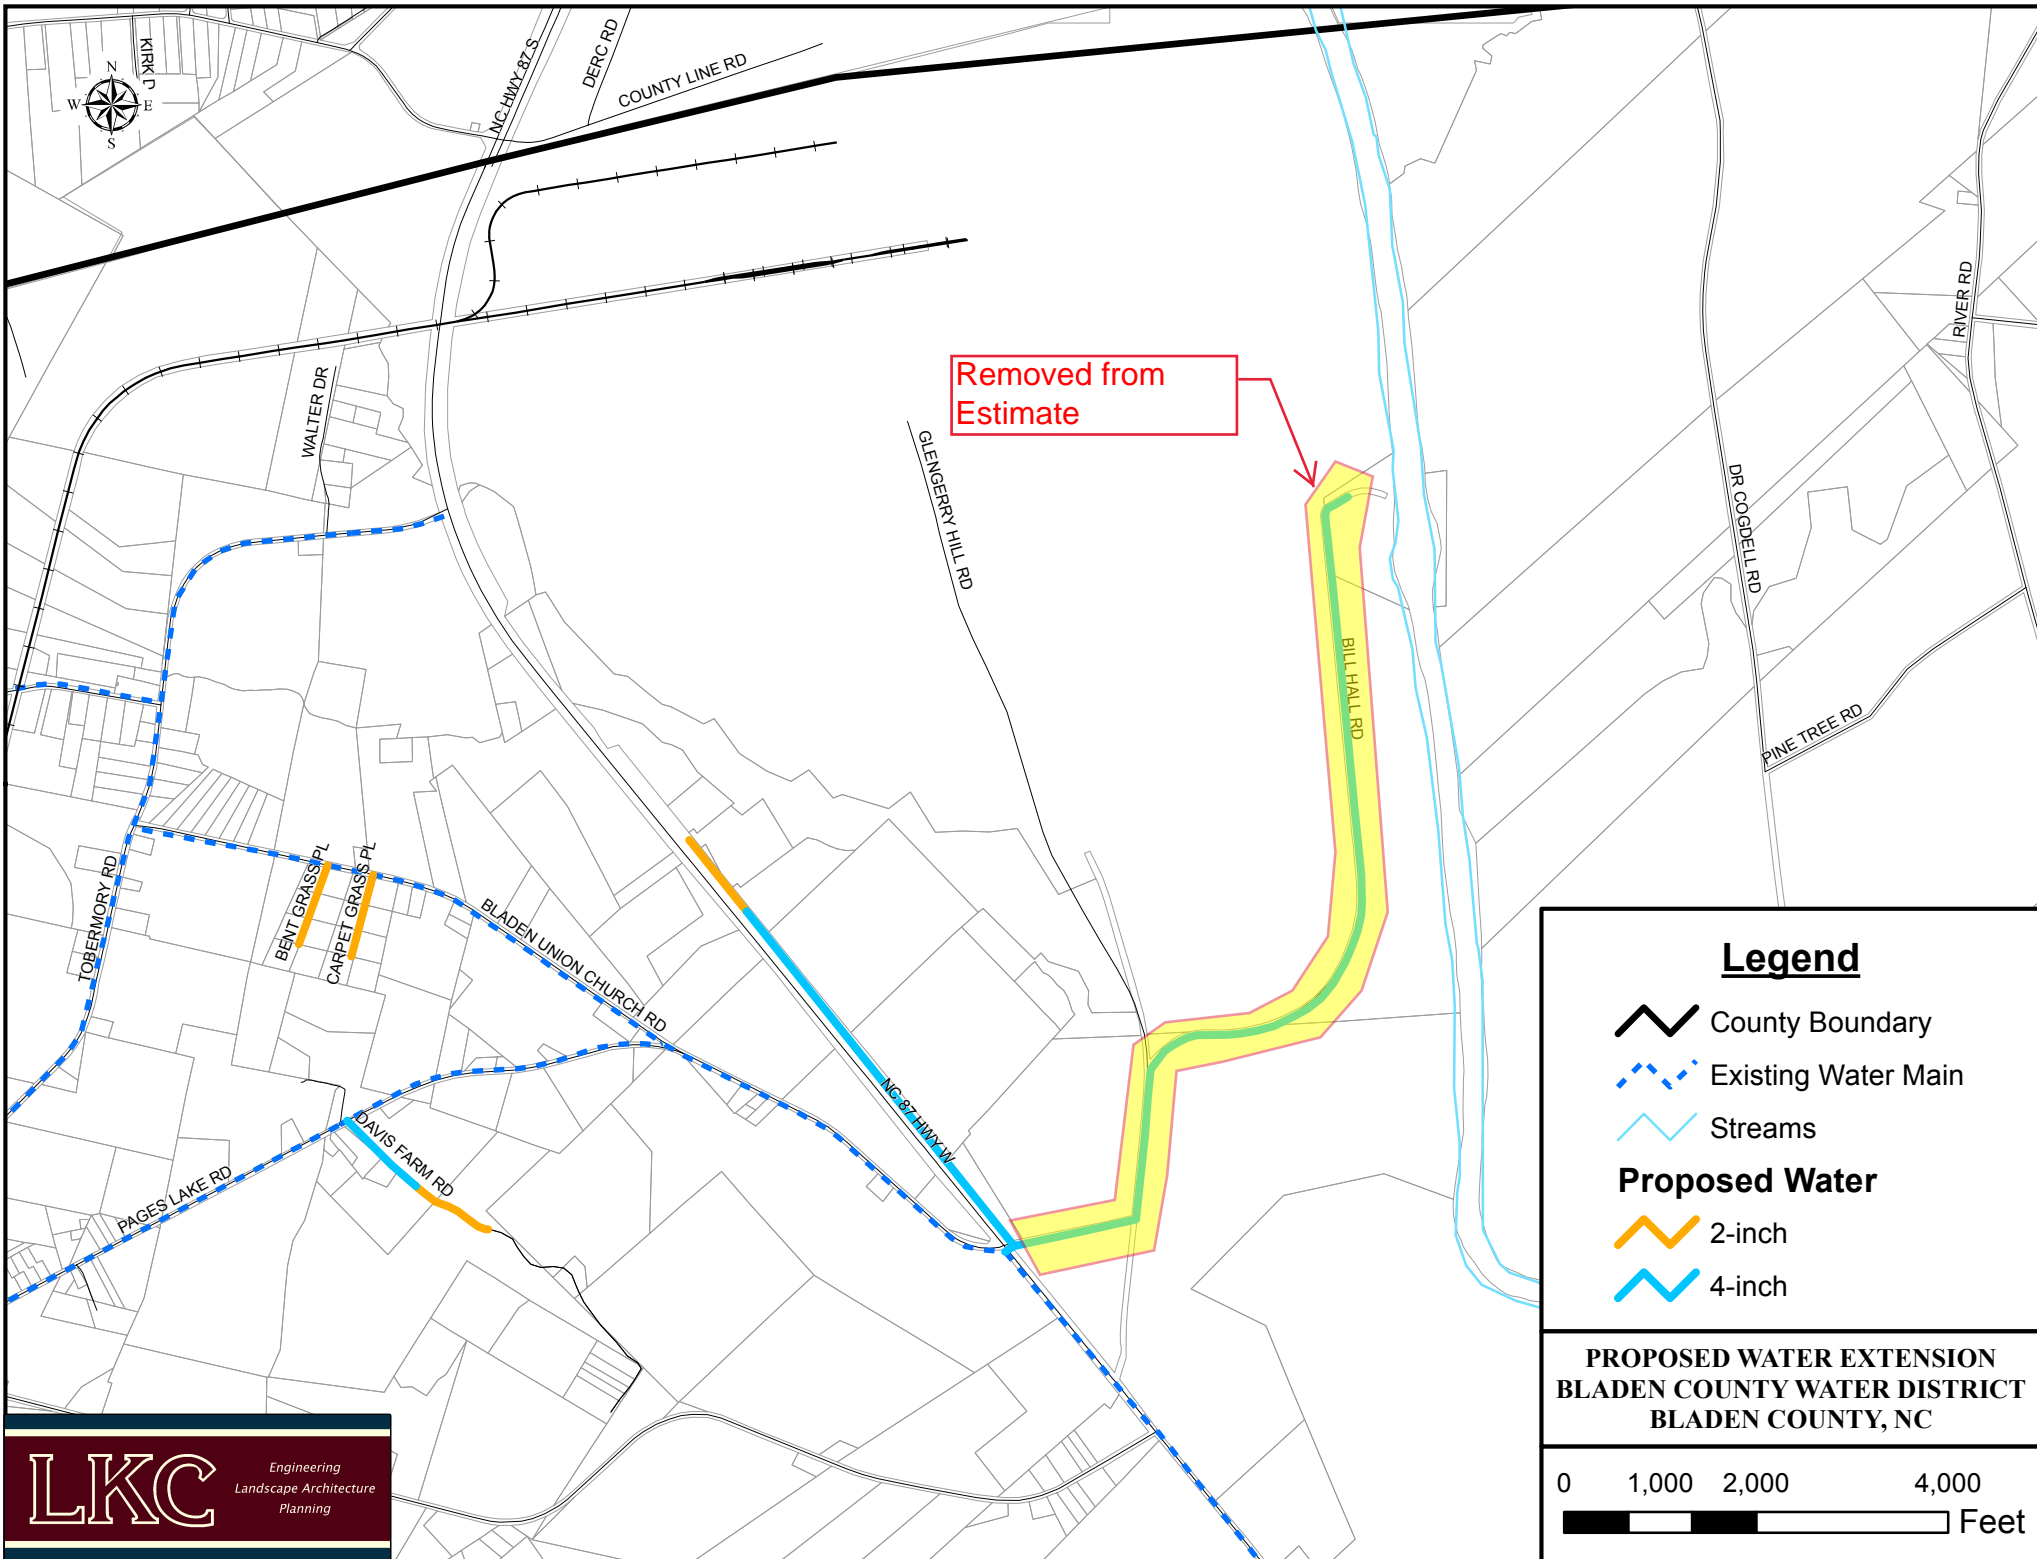 KIRK D
N
W
E
S
NC HWY 87 S
DERC RD
COUNTY LINE RD
RIVER RD
WALTER DR
Removed from
Estimate
GLENGERRY HILL RD
DR COGDELL RD
BILL HALL RD
PINE TREE RD
TOBERMORY RD
BENT GRASS PL
CARPET GRASS PL
BLADEN UNION CHURCH RD
NC 87 HWY W
DAVIS FARM RD
PAGES LAKE RD
Legend
County Boundary
Existing Water Main
Streams
Proposed Water
2-inch
4-inch
PROPOSED WATER EXTENSION
BLADEN COUNTY WATER DISTRICT
BLADEN COUNTY, NC
0 1,000 2,000 4,000
Feet
LKC
Engineering
Landscape Architecture
Planning